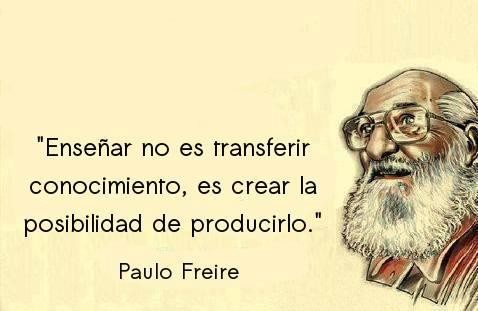 "Enseñar no es transferir
conocimiento, es crear la
posibilidad de producirlo."
Paulo Freire